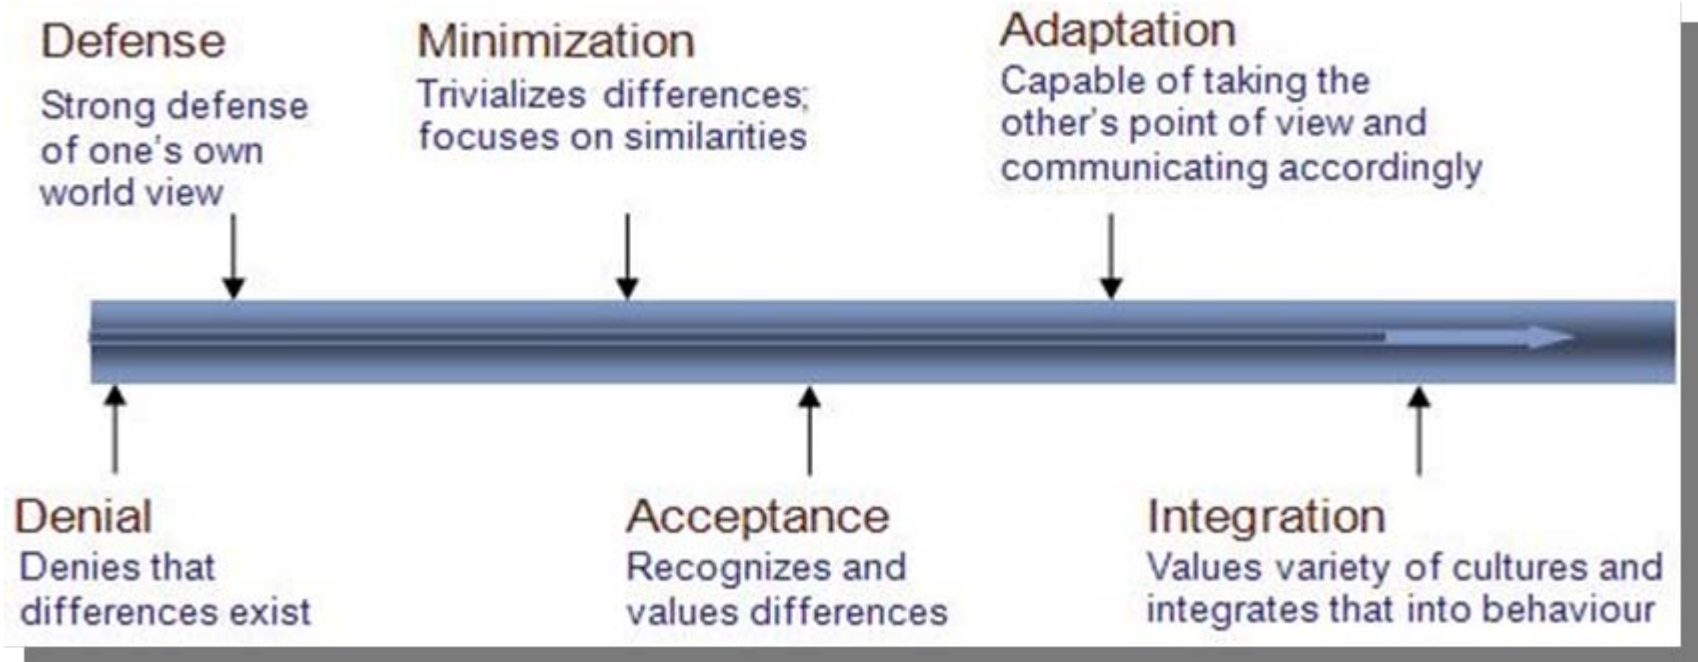 Defense
Strong defense
of one's own
world view
Minimization
Trivializes differences;
focuses on similarities
Adaptation
Capable of taking the
other's point of view and
communicating accordingly
Denial
Denies that
differences exist
Acceptance
Recognizes and
values differences
Integration
Values variety of cultures and
integrates that into behaviour